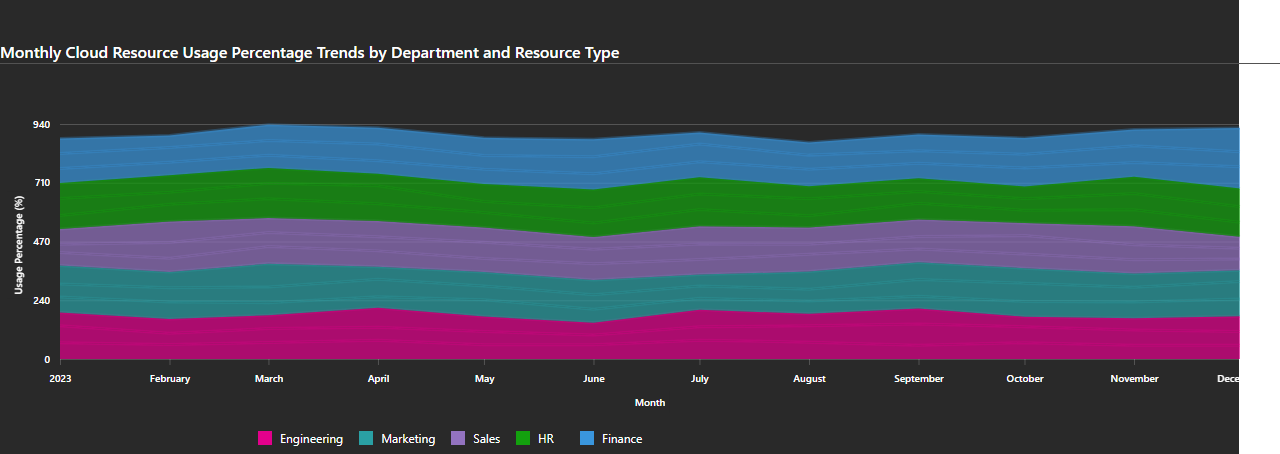 Monthly Cloud Resource Usage Percentage Trends by Department and Resource Type
940
710
470
240
0
Usage Percentage (%)
2023 February March April May June July August September October November Dece
Month
Engineering Marketing Sales HR Finance